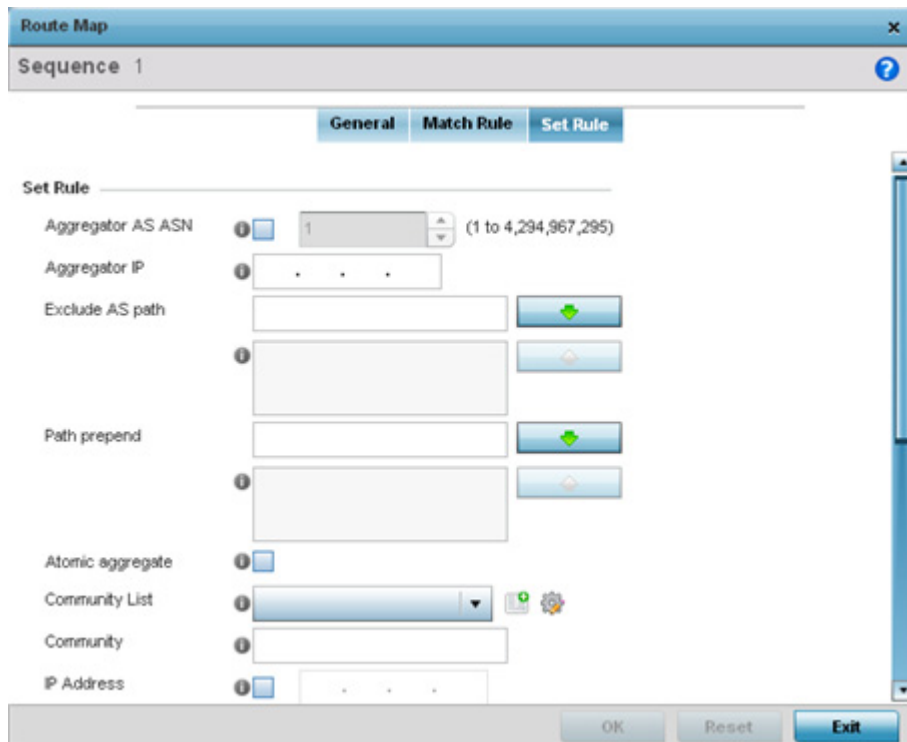 Route Map
Sequence 1
General Match Rule Set Rule
Set Rule
Aggregator AS ASN 1 (1 to 4,294,967,295)
Aggregator IP . . .
Exclude AS path
Path prepend
Atomic aggregate
Community List
Community
IP Address . . .
OK Reset Exit